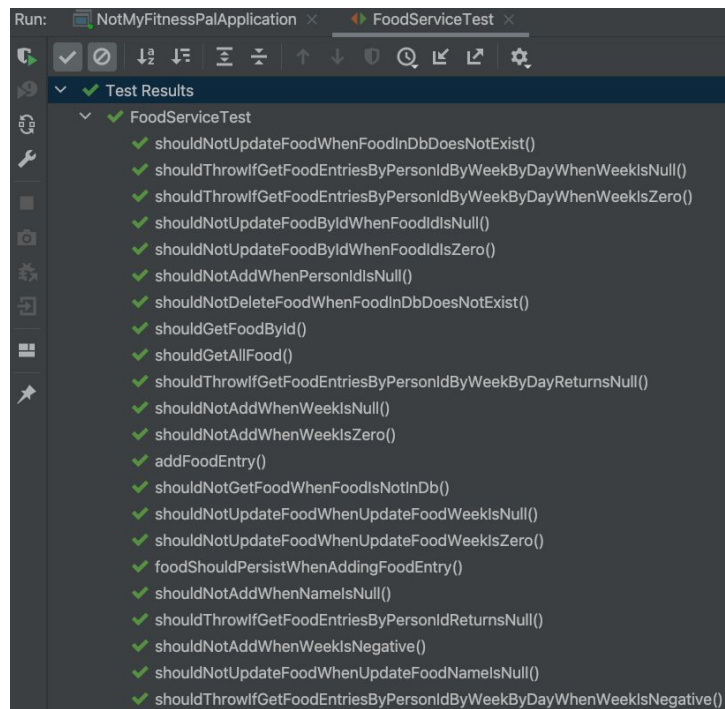 Run: NotMyFitnessPalApplication × FoodServiceTest ×
Test Results
FoodServiceTest
shouldNotUpdateFoodWhenFoodInDbDoesNotExist()
shouldThrowIfGetFoodEntriesByPersonIdByWeekByDayWhenWeekIsNull()
shouldThrowIfGetFoodEntriesByPersonIdByWeekByDayWhenWeekIsZero()
shouldNotUpdateFoodByIdWhenFoodIdIsNull()
shouldNotUpdateFoodByIdWhenFoodIdIsZero()
shouldNotAddWhenPersonIdIsNull()
shouldNotDeleteFoodWhenFoodInDbDoesNotExist()
shouldGetFoodById()
shouldGetAllFood()
shouldThrowIfGetFoodEntriesByPersonIdByWeekByDayReturnsNull()
shouldNotAddWhenWeekIsNull()
shouldNotAddWhenWeekIsZero()
addFoodEntry()
shouldNotGetFoodWhenFoodIsNotInDb()
shouldNotUpdateFoodWhenUpdateFoodWeekIsNull()
shouldNotUpdateFoodWhenUpdateFoodWeekIsZero()
foodShouldPersistWhenAddingFoodEntry()
shouldNotAddWhenNameIsNull()
shouldThrowIfGetFoodEntriesByPersonIdReturnsNull()
shouldNotAddWhenWeekIsNegative()
shouldNotUpdateFoodWhenUpdateFoodNameIsNull()
shouldThrowIfGetFoodEntriesByPersonIdByWeekByDayWhenWeekIsNegative()